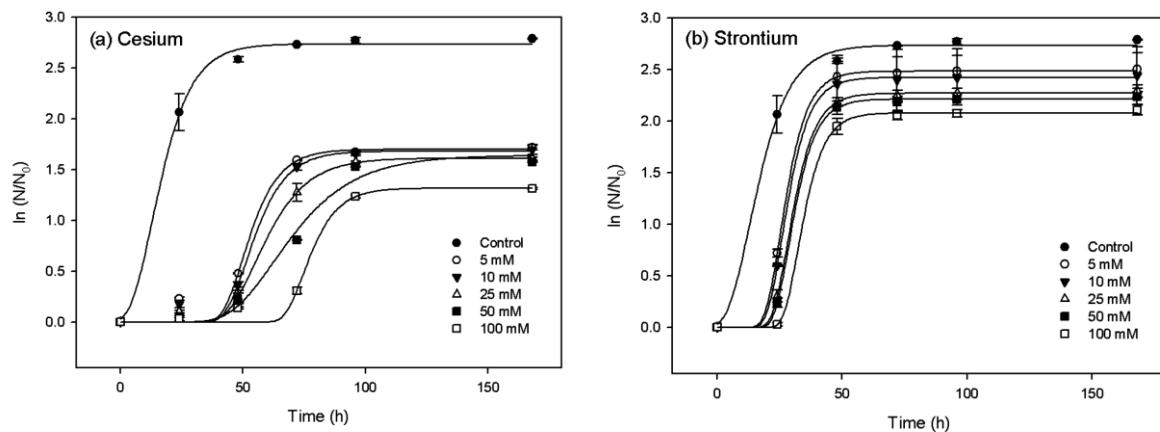 (a) Cesium
ln (N/N₀)
3.0
2.5
2.0
1.5
1.0
0.5
0.0
Control
5 mM
10 mM
25 mM
50 mM
100 mM
0 50 100 150
Time (h)
(b) Strontium
ln (N/N₀)
3.0
2.5
2.0
1.5
1.0
0.5
0.0
Control
5 mM
10 mM
25 mM
50 mM
100 mM
0 50 100 150
Time (h)